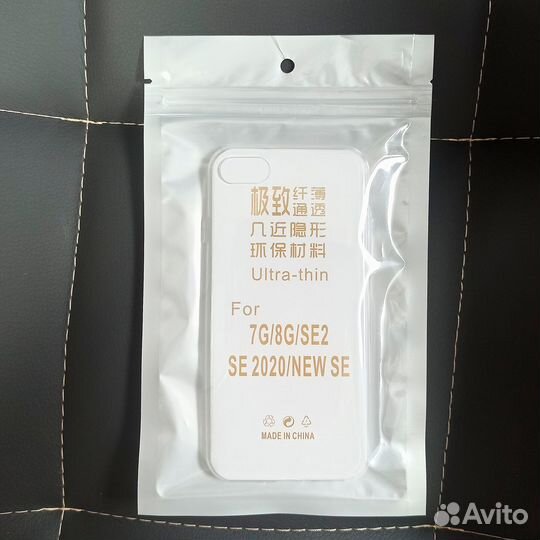 极致纤薄
通透
几近隐形
环保材料
Ultra-thin
For
7G/8G/SE2
SE 2020/NEW SE
MADE IN CHINA
Avito